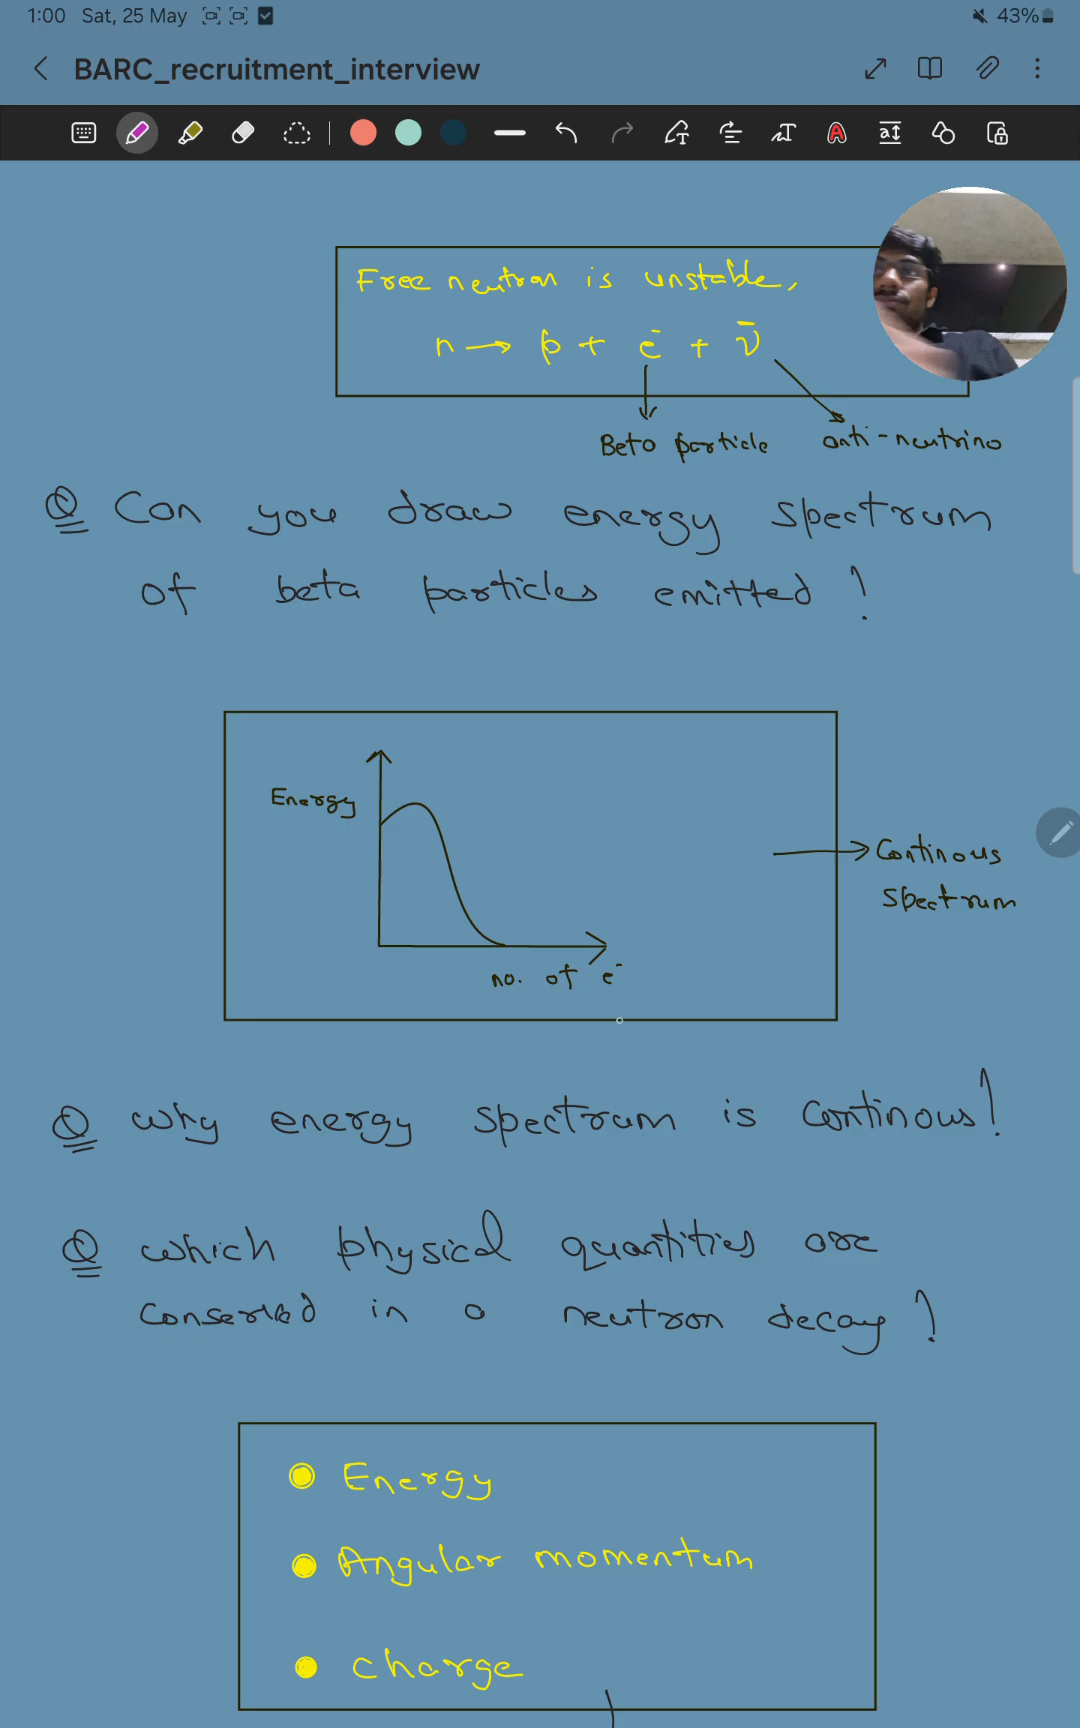 1:00 Sat, 25 May
43%
BARC_recruitment_interview
Free neutron is unstable,
n → p + e⁻ + ν̄
Beta particle
anti-neutrino
Q Can you draw energy spectrum
of beta particles emitted?
Energy
no. of e⁻
Continous
Spectrum
Q why energy spectrum is continous?
Q which physical quantities are
conserved in a neutron decay?
Energy
Angular momentum
charge